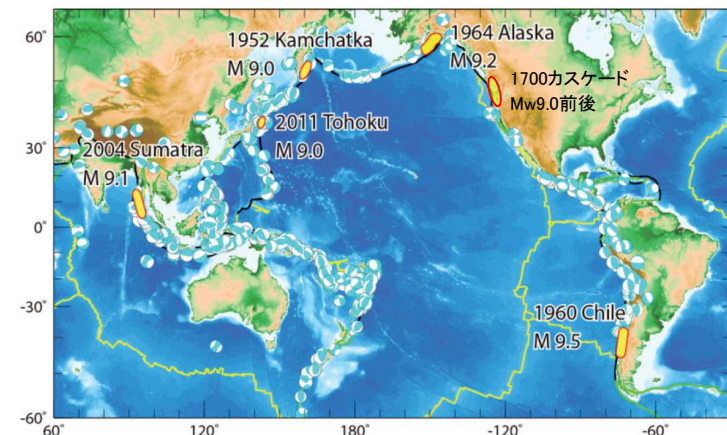 60°
30°
0°
-30°
-60°
1952 Kamchatka
M 9.0
1964 Alaska
M 9.2
1700カスケード
Mw9.0前後
2011 Tohoku
M 9.0
2004 Sumatra
M 9.1
1960 Chile
M 9.5
60°
120°
180°
-120°
-60°